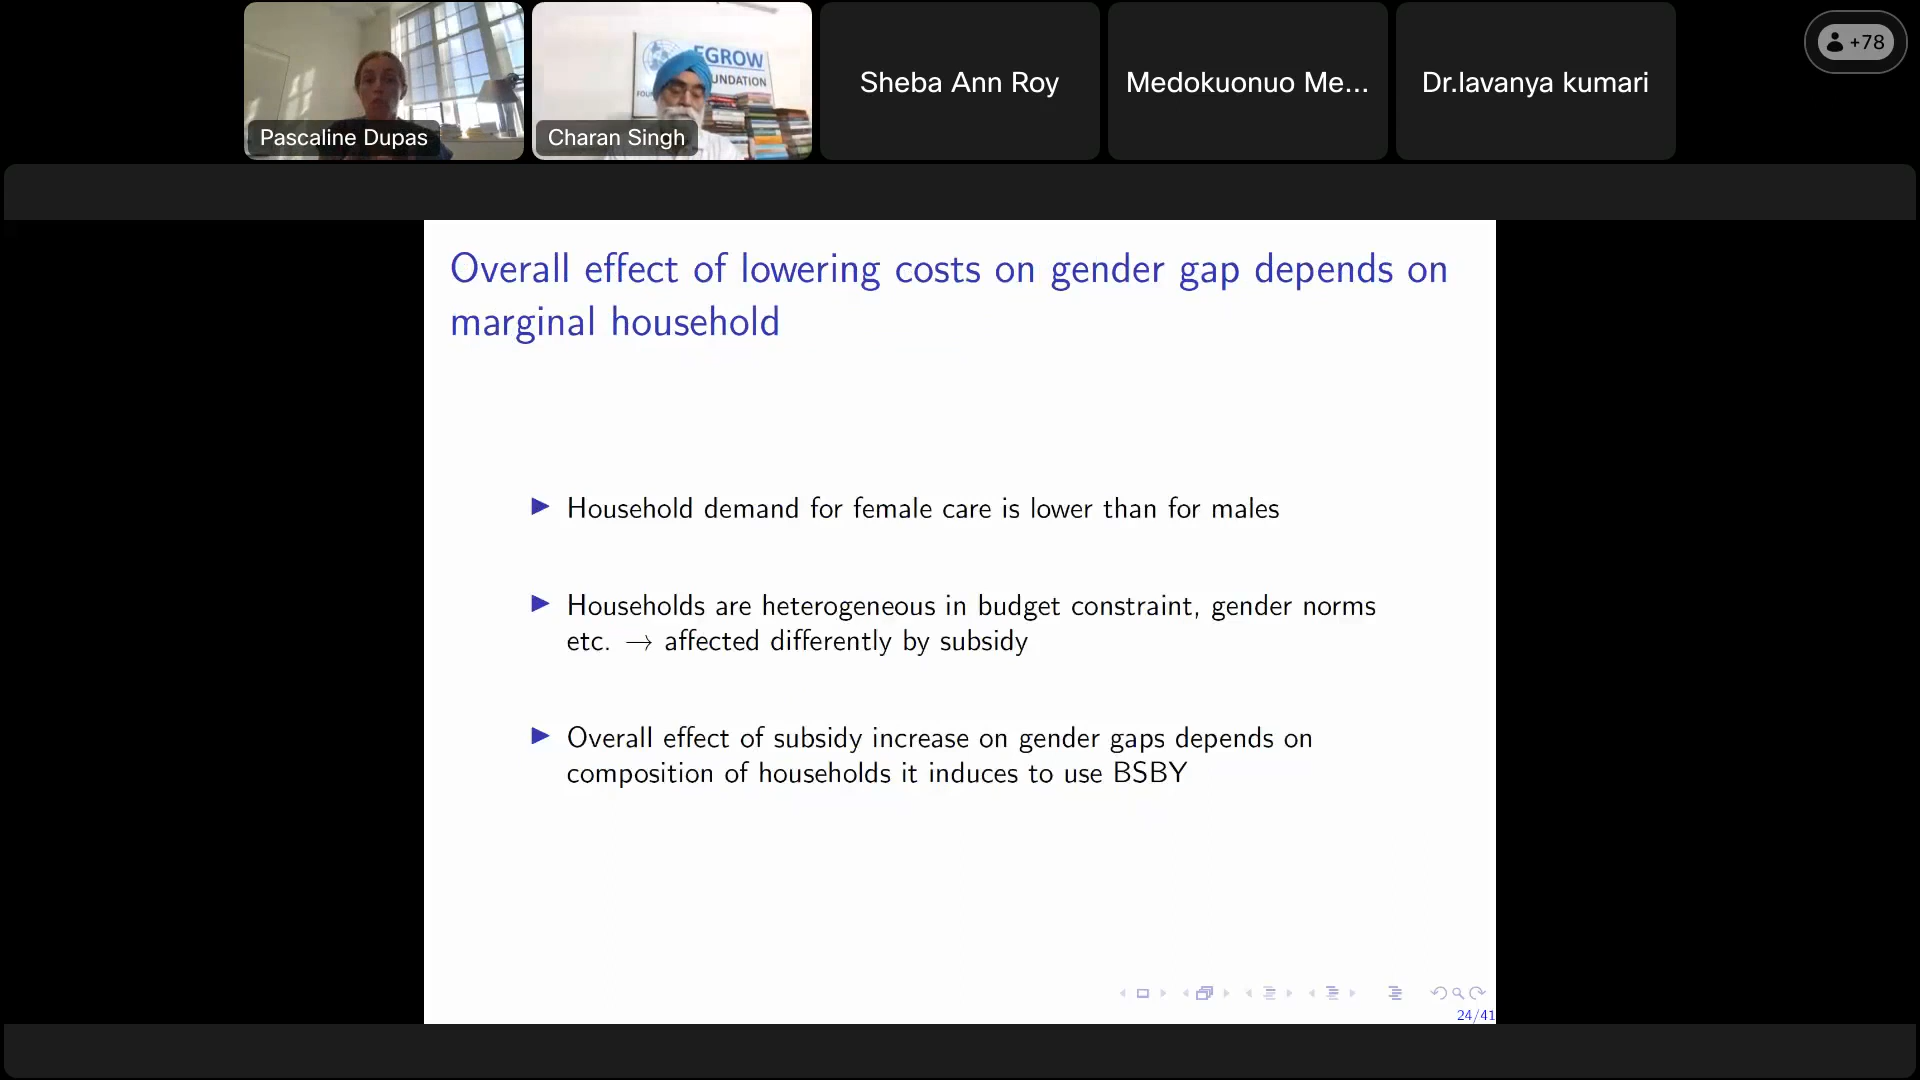 EGROW
FOUNDATION
Pascaline Dupas
Charan Singh
Sheba Ann Roy
Medokuonuo Me...
Dr.lavanya kumari
+78
Overall effect of lowering costs on gender gap depends on
marginal household
Household demand for female care is lower than for males
Households are heterogeneous in budget constraint, gender norms
etc. → affected differently by subsidy
Overall effect of subsidy increase on gender gaps depends on
composition of households it induces to use BSBY
24/41